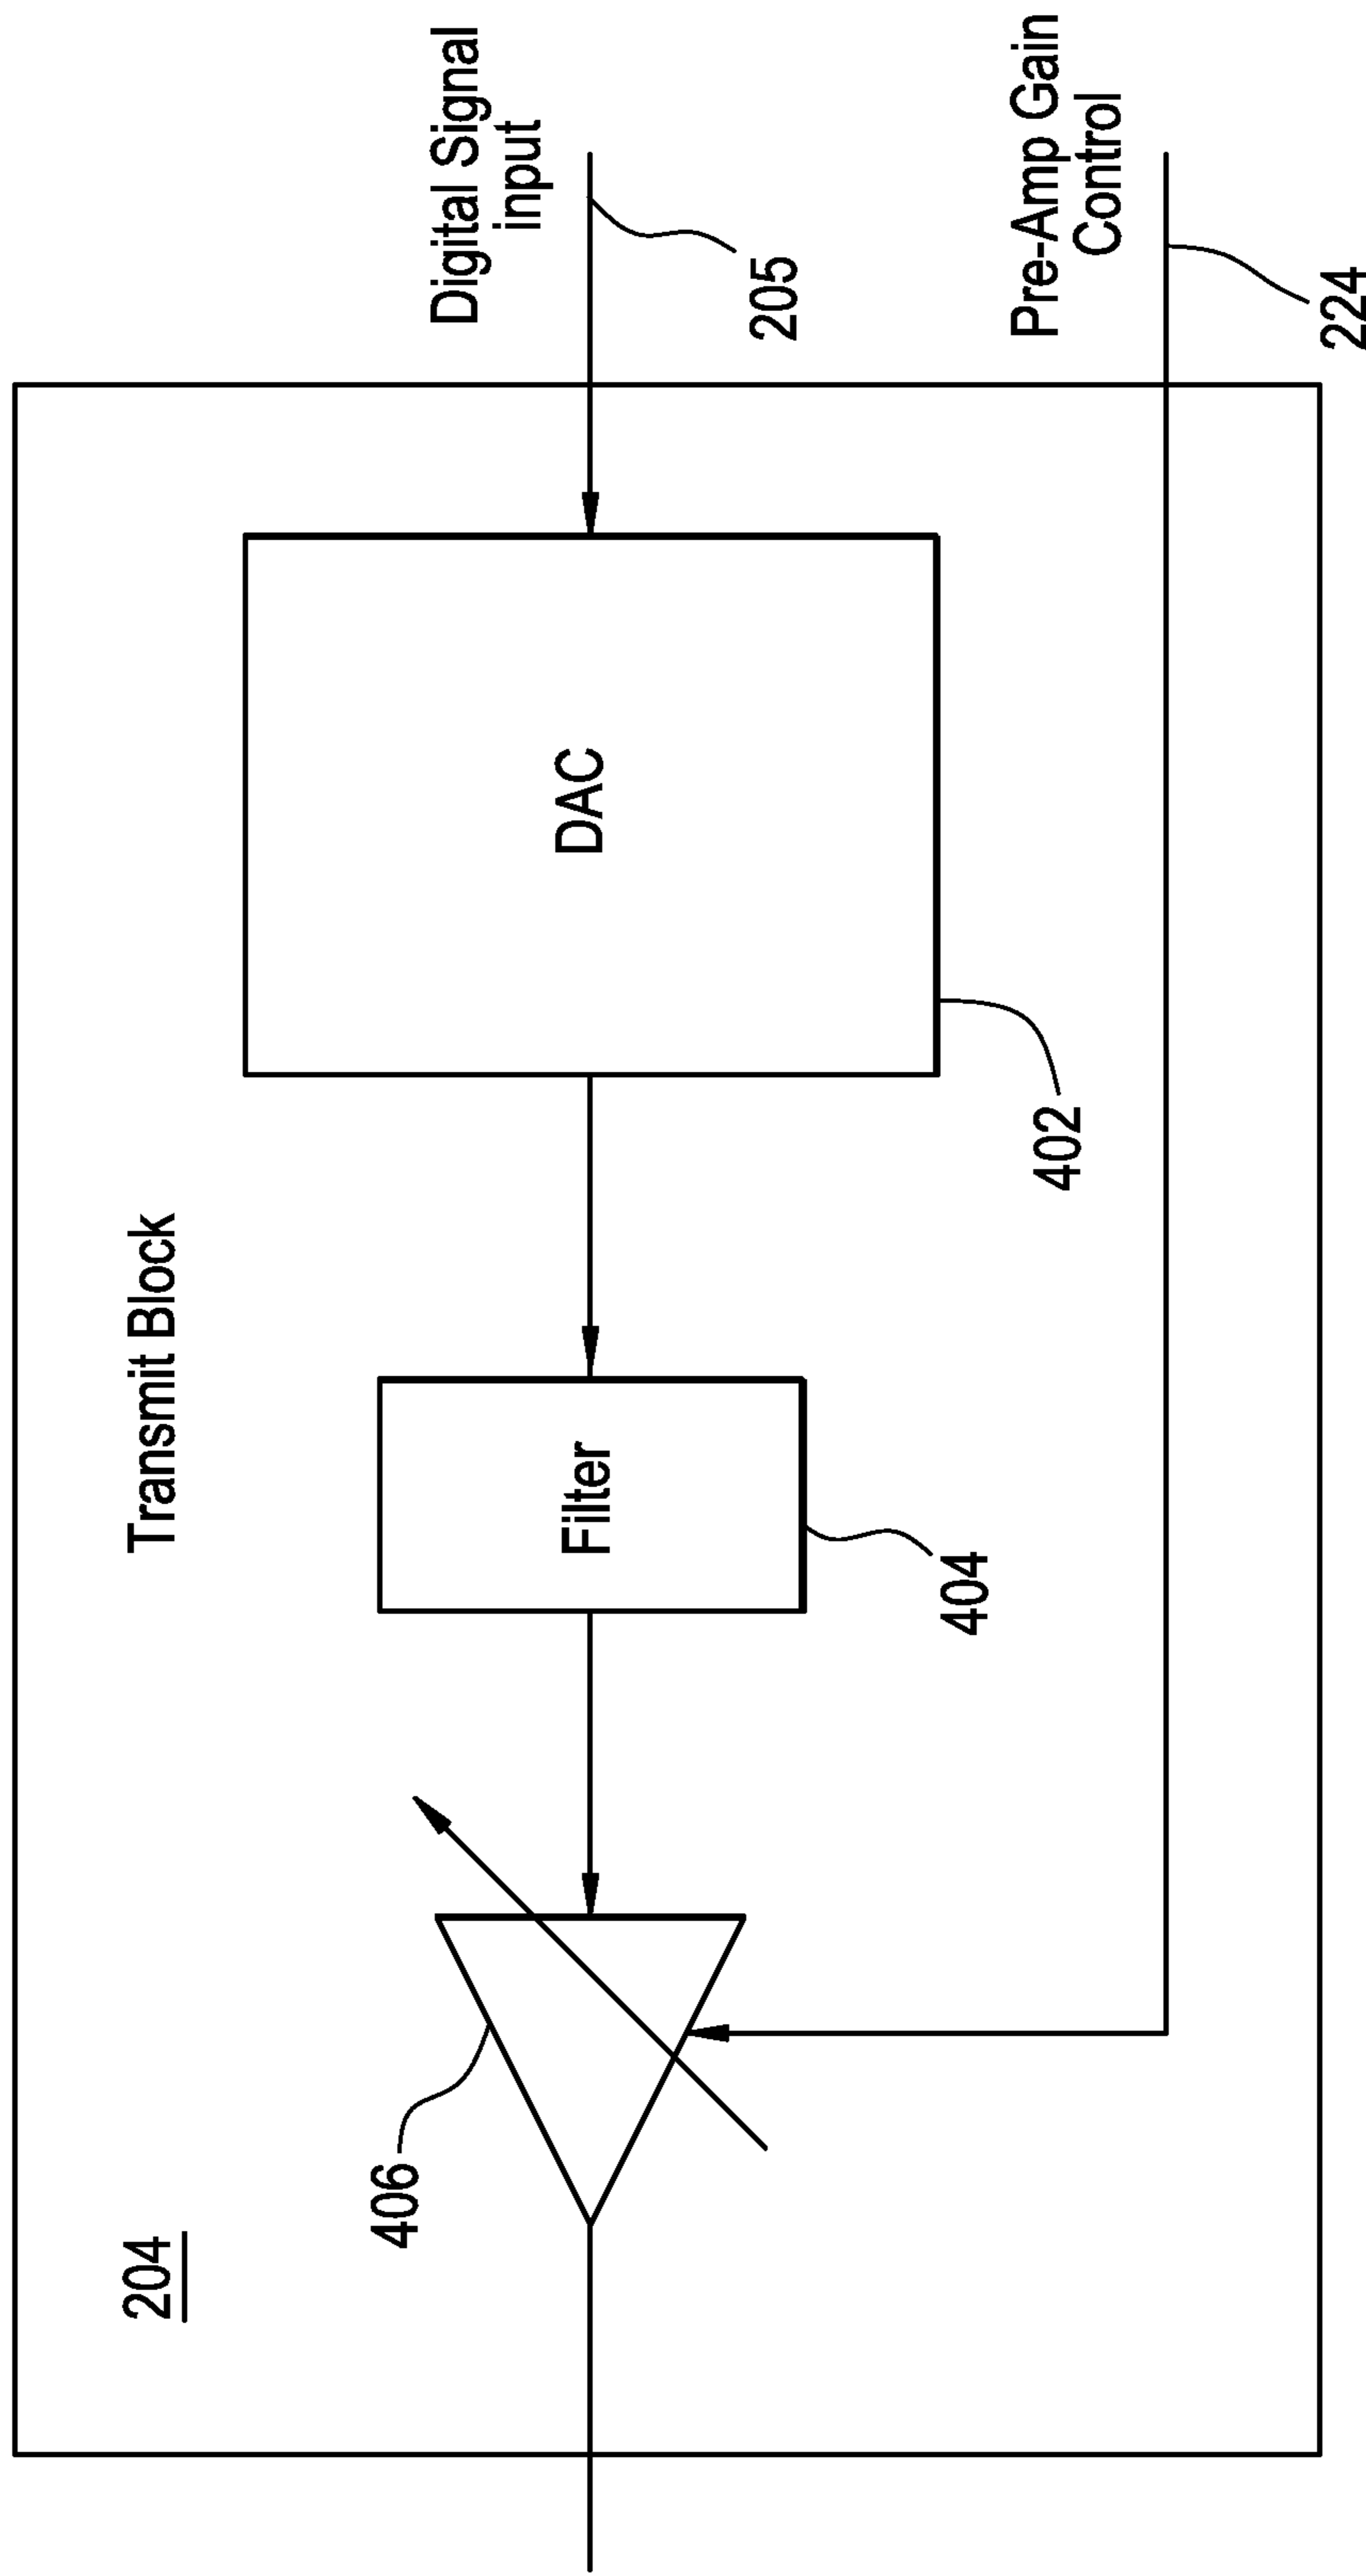 204
Transmit Block
406
Filter
404
DAC
402
Digital Signal
input
205
Pre-Amp Gain
Control
224